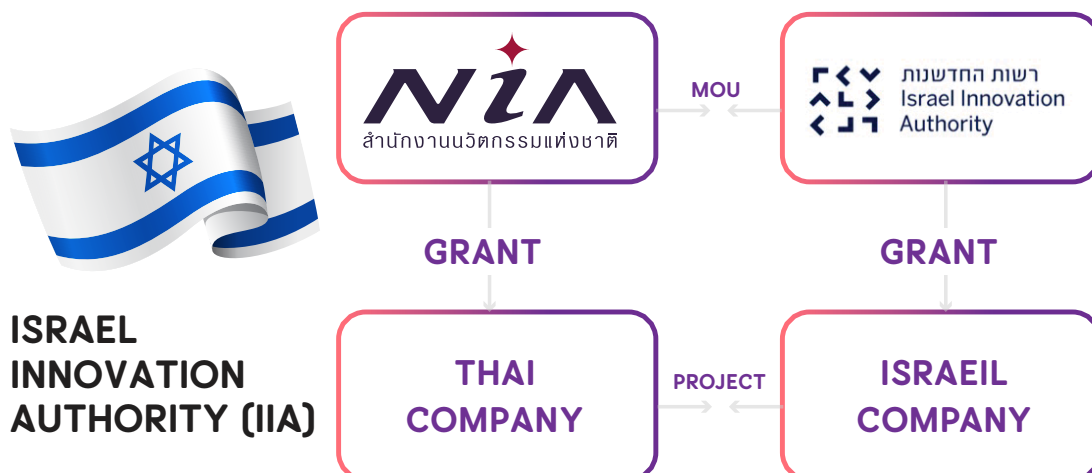 NiA
สำนักงานนวัตกรรมแห่งชาติ
MOU
רשות החדשנות
Israel Innovation
Authority
GRANT
GRANT
ISRAEL
INNOVATION
AUTHORITY (IIA)
THAI
COMPANY
PROJECT
ISRAEIL
COMPANY